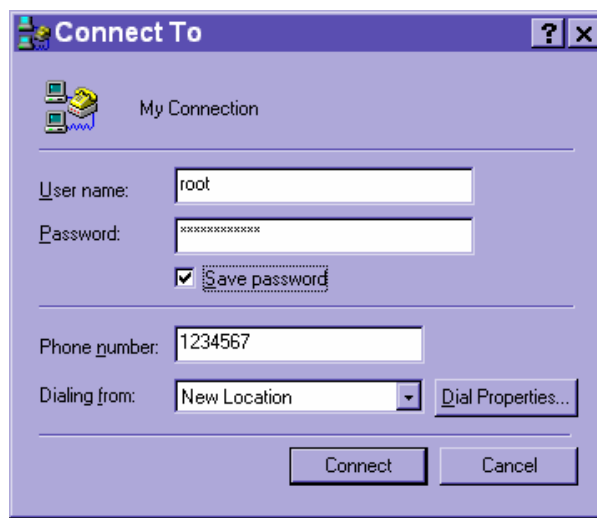 Connect To
My Connection
User name: root
Password: ************
Save password
Phone number: 1234567
Dialing from: New Location Dial Properties...
Connect Cancel